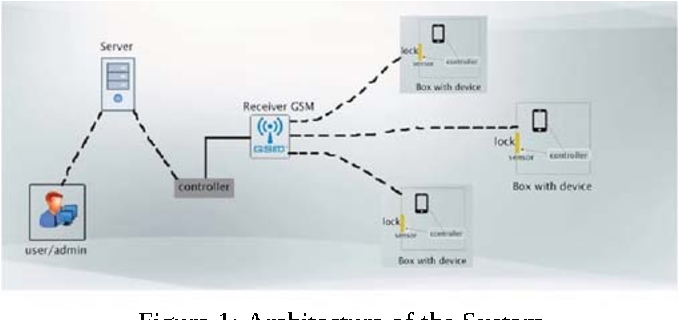 Server
Receiver GSM
GSM
controller
user/admin
lock
sensor
controller
Box with device
lock
sensor
controller
Box with device
lock
sensor
controller
Box with device
Figure 1: Architecture of the System